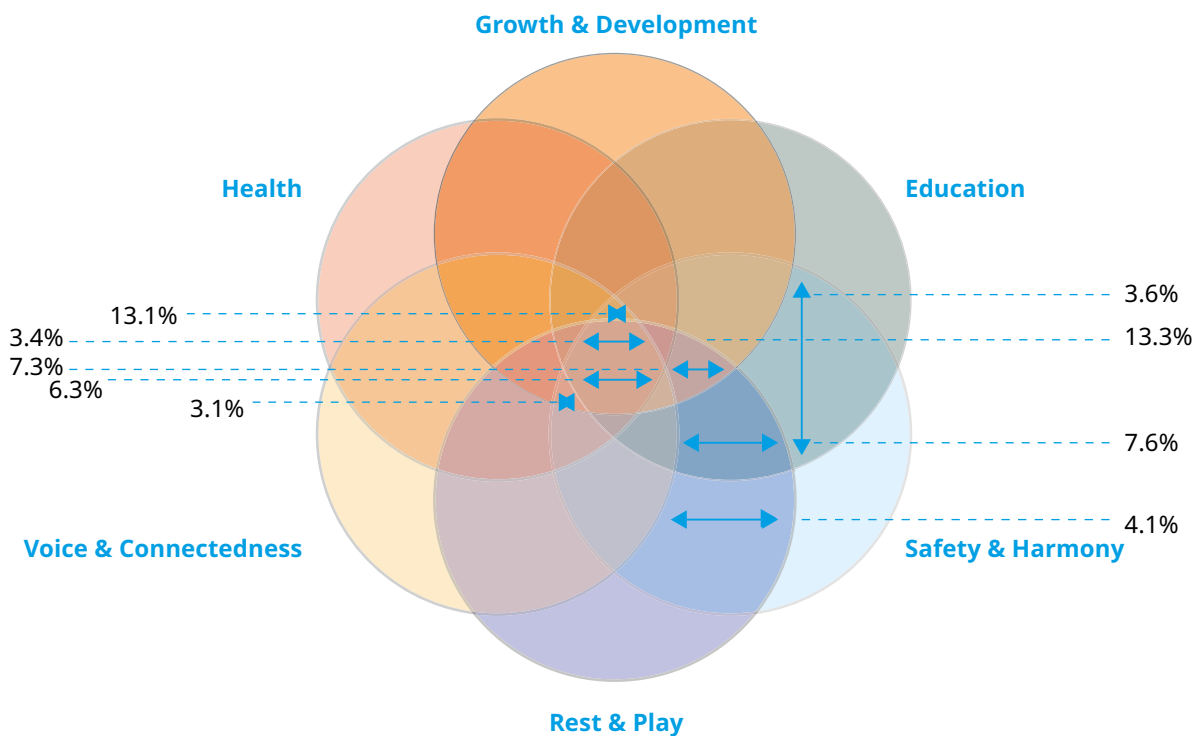 Growth & Development
Health
Education
3.6%
13.1%
13.3%
3.4%
7.3%
6.3%
3.1%
7.6%
4.1%
Voice & Connectedness
Safety & Harmony
Rest & Play